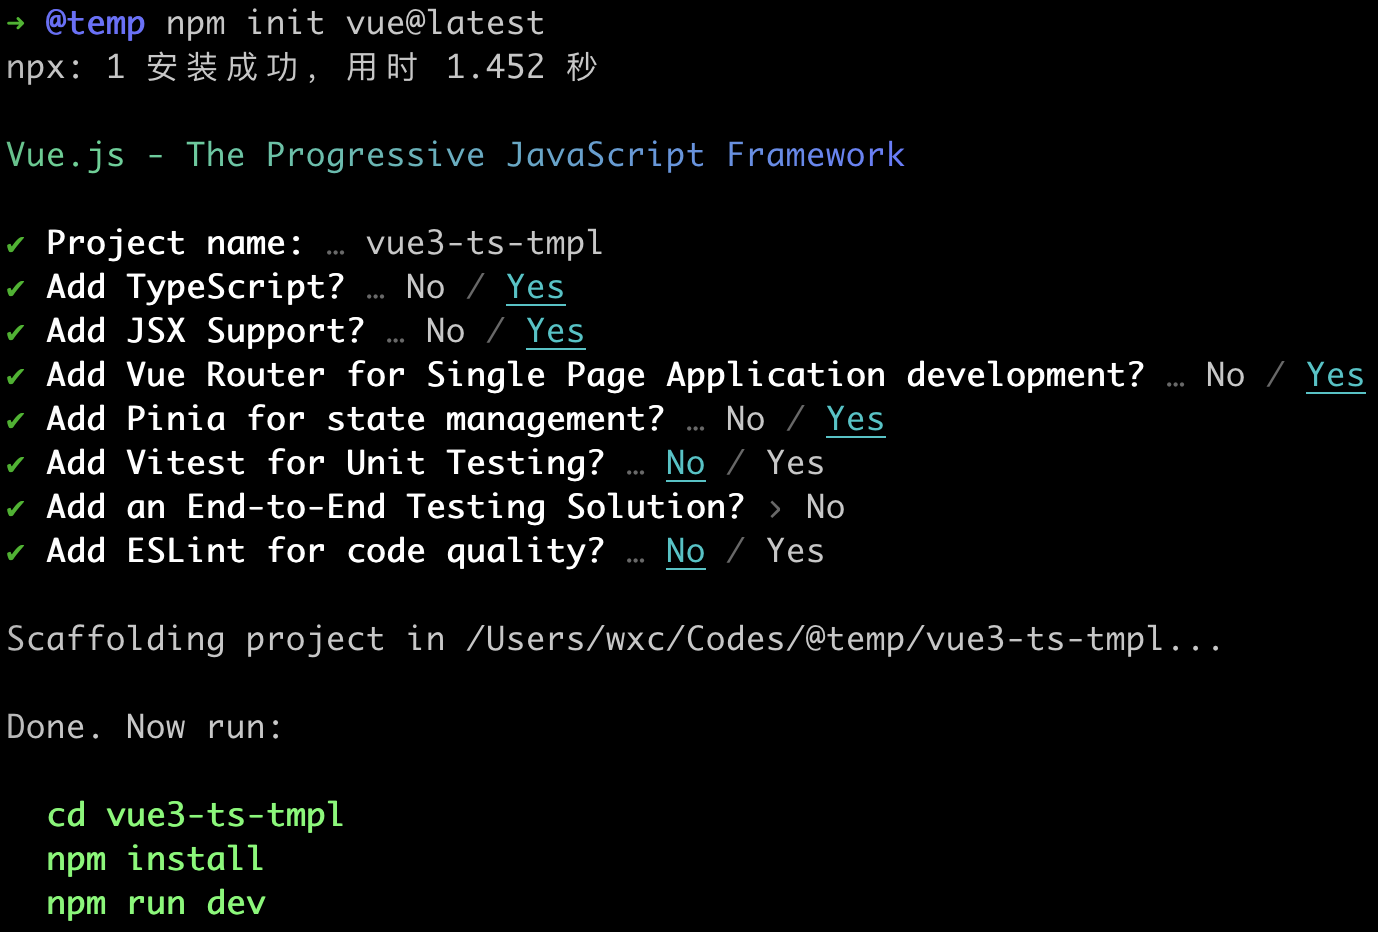 → @temp npm init vue@latest
npx: 1 安装成功, 用时 1.452 秒
Vue.js - The Progressive JavaScript Framework
✔ Project name: … vue3-ts-tmpl
✔ Add TypeScript? … No / Yes
✔ Add JSX Support? … No / Yes
✔ Add Vue Router for Single Page Application development? … No / Yes
✔ Add Pinia for state management? … No / Yes
✔ Add Vitest for Unit Testing? … No / Yes
✔ Add an End-to-End Testing Solution? › No
✔ Add ESLint for code quality? … No / Yes
Scaffolding project in /Users/wxc/Codes/@temp/vue3-ts-tmpl...
Done. Now run:
cd vue3-ts-tmpl
npm install
npm run dev